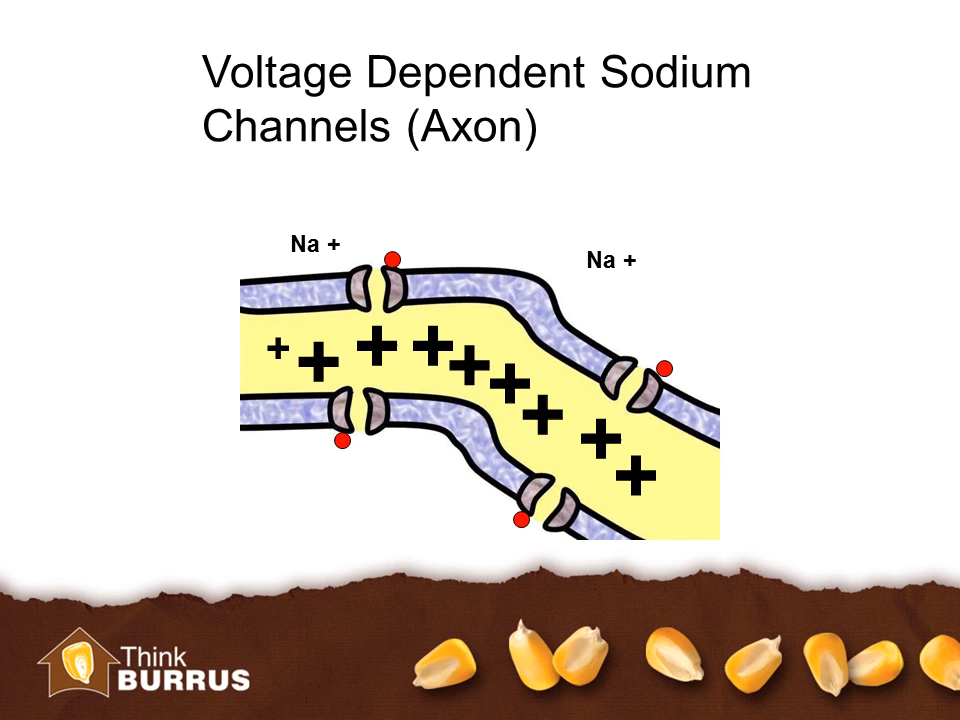 Voltage Dependent Sodium
Channels (Axon)
Na +
Na +
+ + + + + + + + +
Think
BURRUS